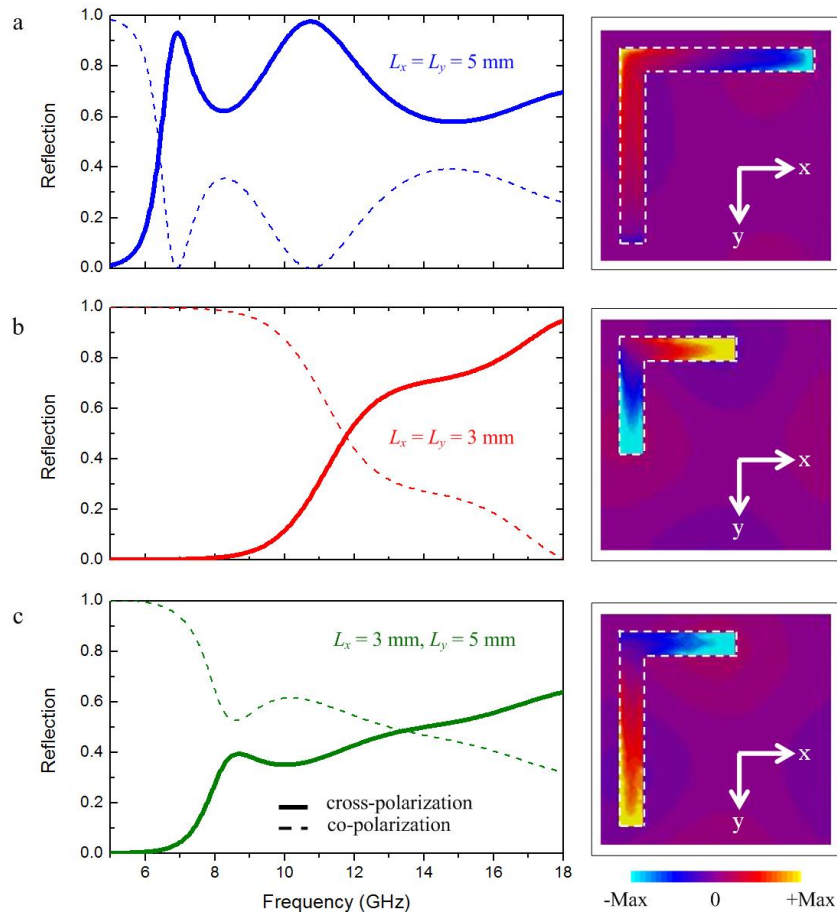 a
1.0
0.8
0.6
0.4
0.2
0.0
Reflection
Lx = Ly = 5 mm
x
y
b
1.0
0.8
0.6
0.4
0.2
0.0
Reflection
Lx = Ly = 3 mm
x
y
c
1.0
0.8
0.6
0.4
0.2
0.0
Reflection
Lx = 3 mm, Ly = 5 mm
cross-polarization
co-polarization
x
y
6 8 10 12 14 16 18
Frequency (GHz)
-Max 0 +Max